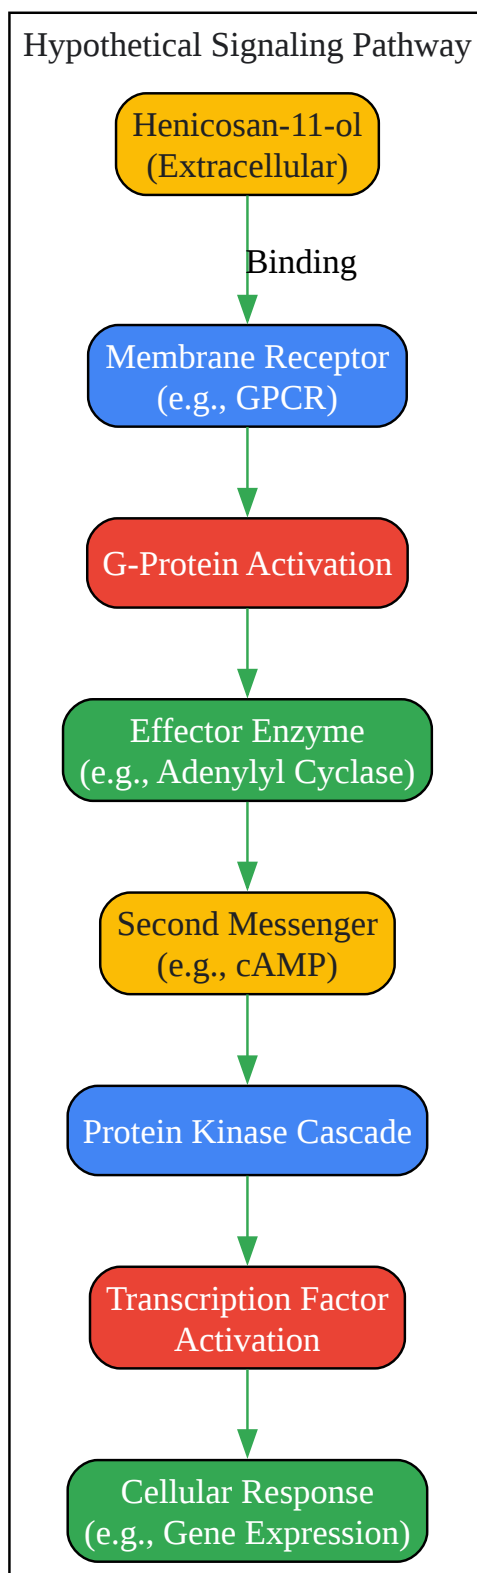 Hypothetical Signaling Pathway
Henicosan-11-ol
(Extracellular)
Binding
Membrane Receptor
(e.g., GPCR)
G-Protein Activation
Effector Enzyme
(e.g., Adenylyl Cyclase)
Second Messenger
(e.g., cAMP)
Protein Kinase Cascade
Transcription Factor
Activation
Cellular Response
(e.g., Gene Expression)